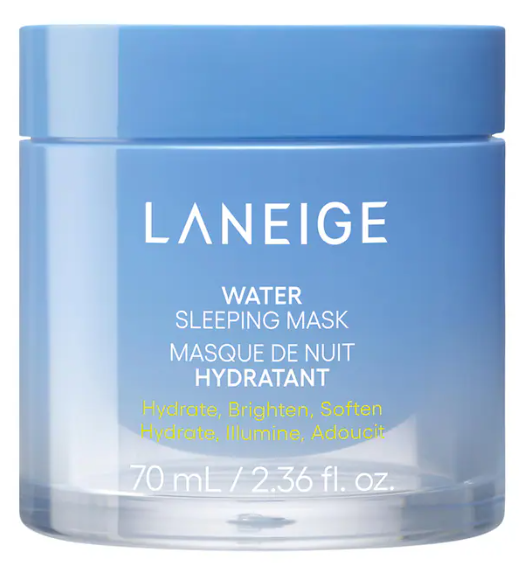 LANEIGE
WATER
SLEEPING MASK
MASQUE DE NUIT
HYDRATANT
Hydrate, Brighten, Soften
Hydrate, Illumine, Adoucit
70 mL / 2.36 fl. oz.